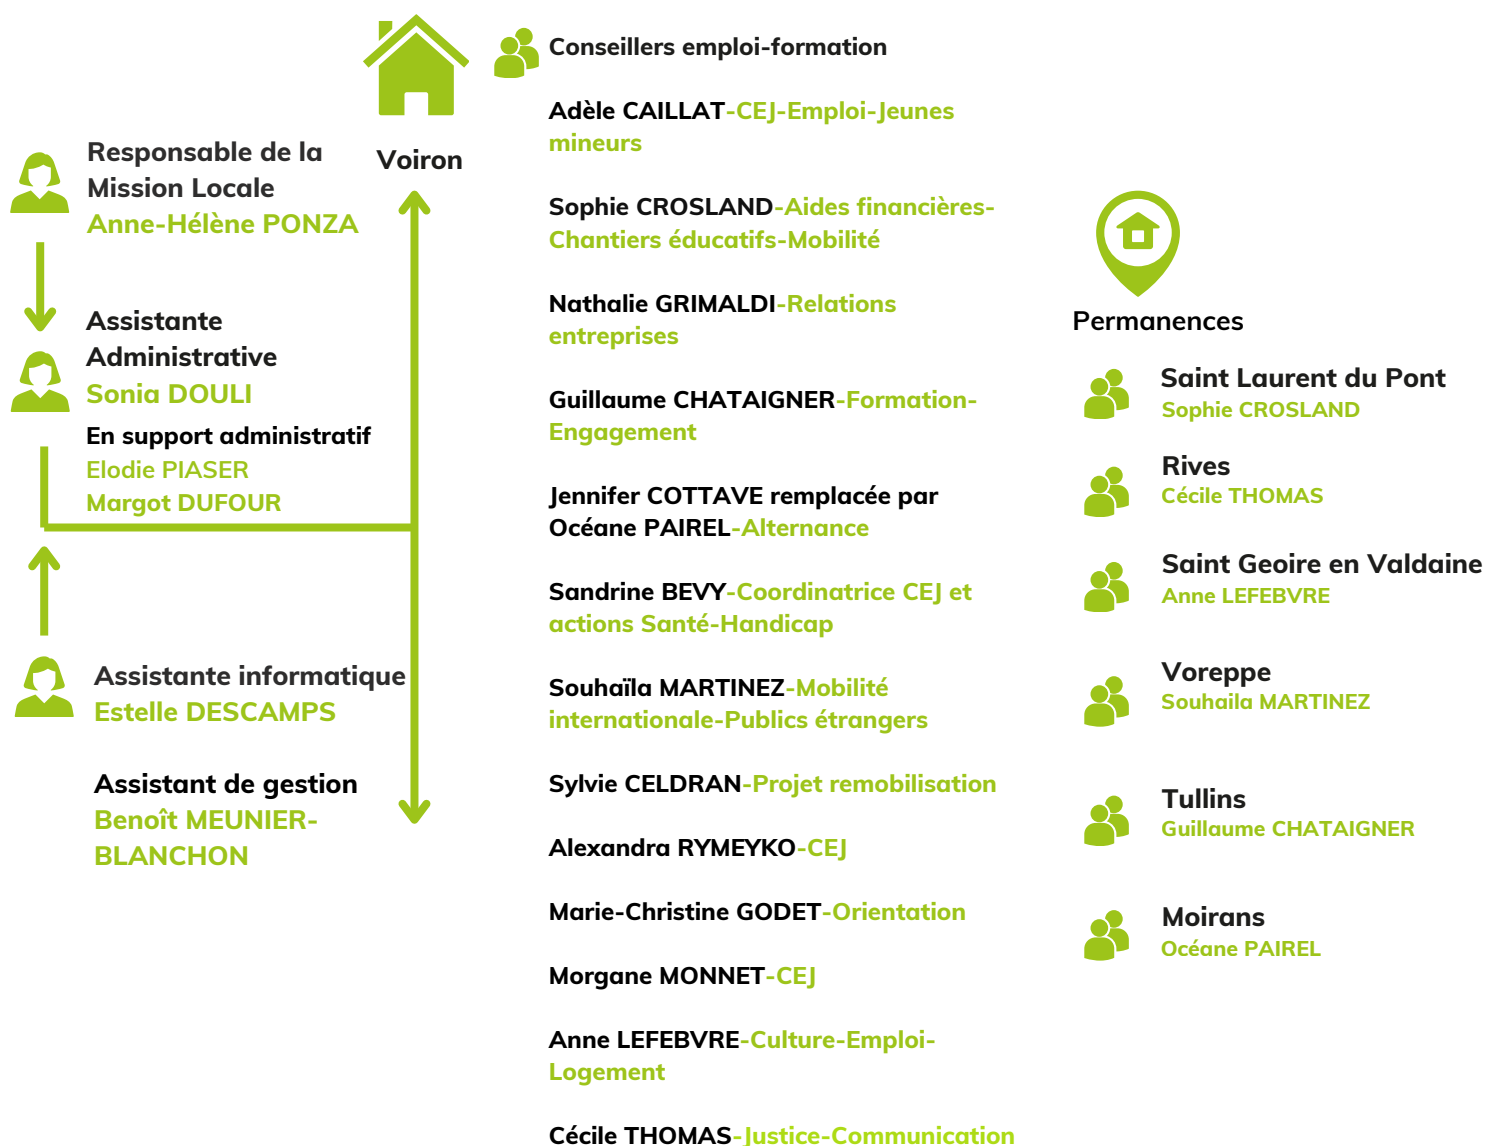 Responsable de la
Mission Locale
Anne-Hélène PONZA
Assistante
Administrative
Sonia DOULI
En support administratif
Elodie PIASER
Margot DUFOUR
Assistante informatique
Estelle DESCAMPS
Assistant de gestion
Benoît MEUNIER-
BLANCHON
Voiron
Conseillers emploi-formation
Adèle CAILLAT-CEJ-Emploi-Jeunes
mineurs
Sophie CROSLAND-Aides financières-
Chantiers éducatifs-Mobilité
Nathalie GRIMALDI-Relations
entreprises
Guillaume CHATAIGNER-Formation-
Engagement
Jennifer COTTAVE remplacée par
Océane PAIREL-Alternance
Sandrine BEVY-Coordinatrice CEJ et
actions Santé-Handicap
Souhaïla MARTINEZ-Mobilité
internationale-Publics étrangers
Sylvie CELDRAN-Projet remobilisation
Alexandra RYMEYKO-CEJ
Marie-Christine GODET-Orientation
Morgane MONNET-CEJ
Anne LEFEBVRE-Culture-Emploi-
Logement
Cécile THOMAS-Justice-Communication
Permanences
Saint Laurent du Pont
Sophie CROSLAND
Rives
Cécile THOMAS
Saint Geoire en Valdaine
Anne LEFEBVRE
Voreppe
Souhaila MARTINEZ
Tullins
Guillaume CHATAIGNER
Moirans
Océane PAIREL